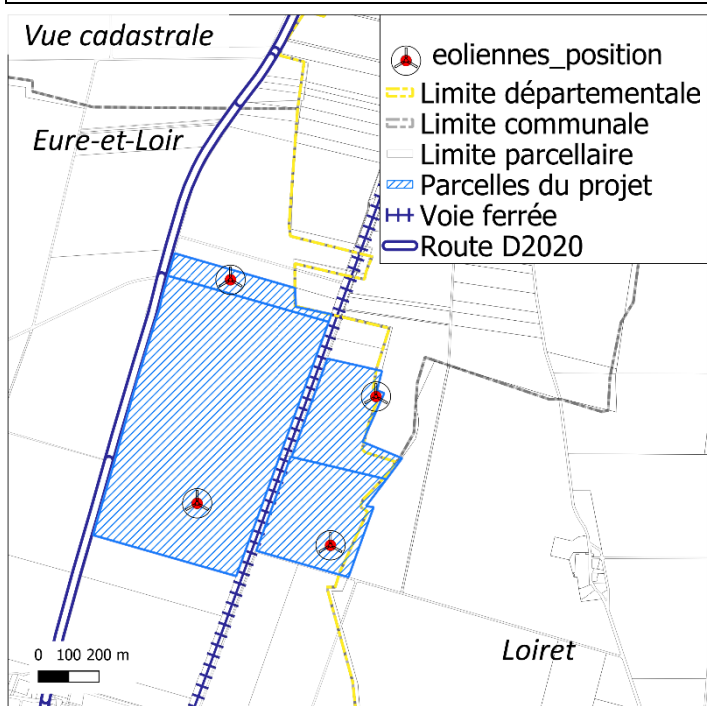 Vue cadastrale
eoliennes_position
Limite départementale
Limite communale
Limite parcellaire
Parcelles du projet
Voie ferrée
Route D2020
Eure-et-Loir
Loiret
0 100 200 m